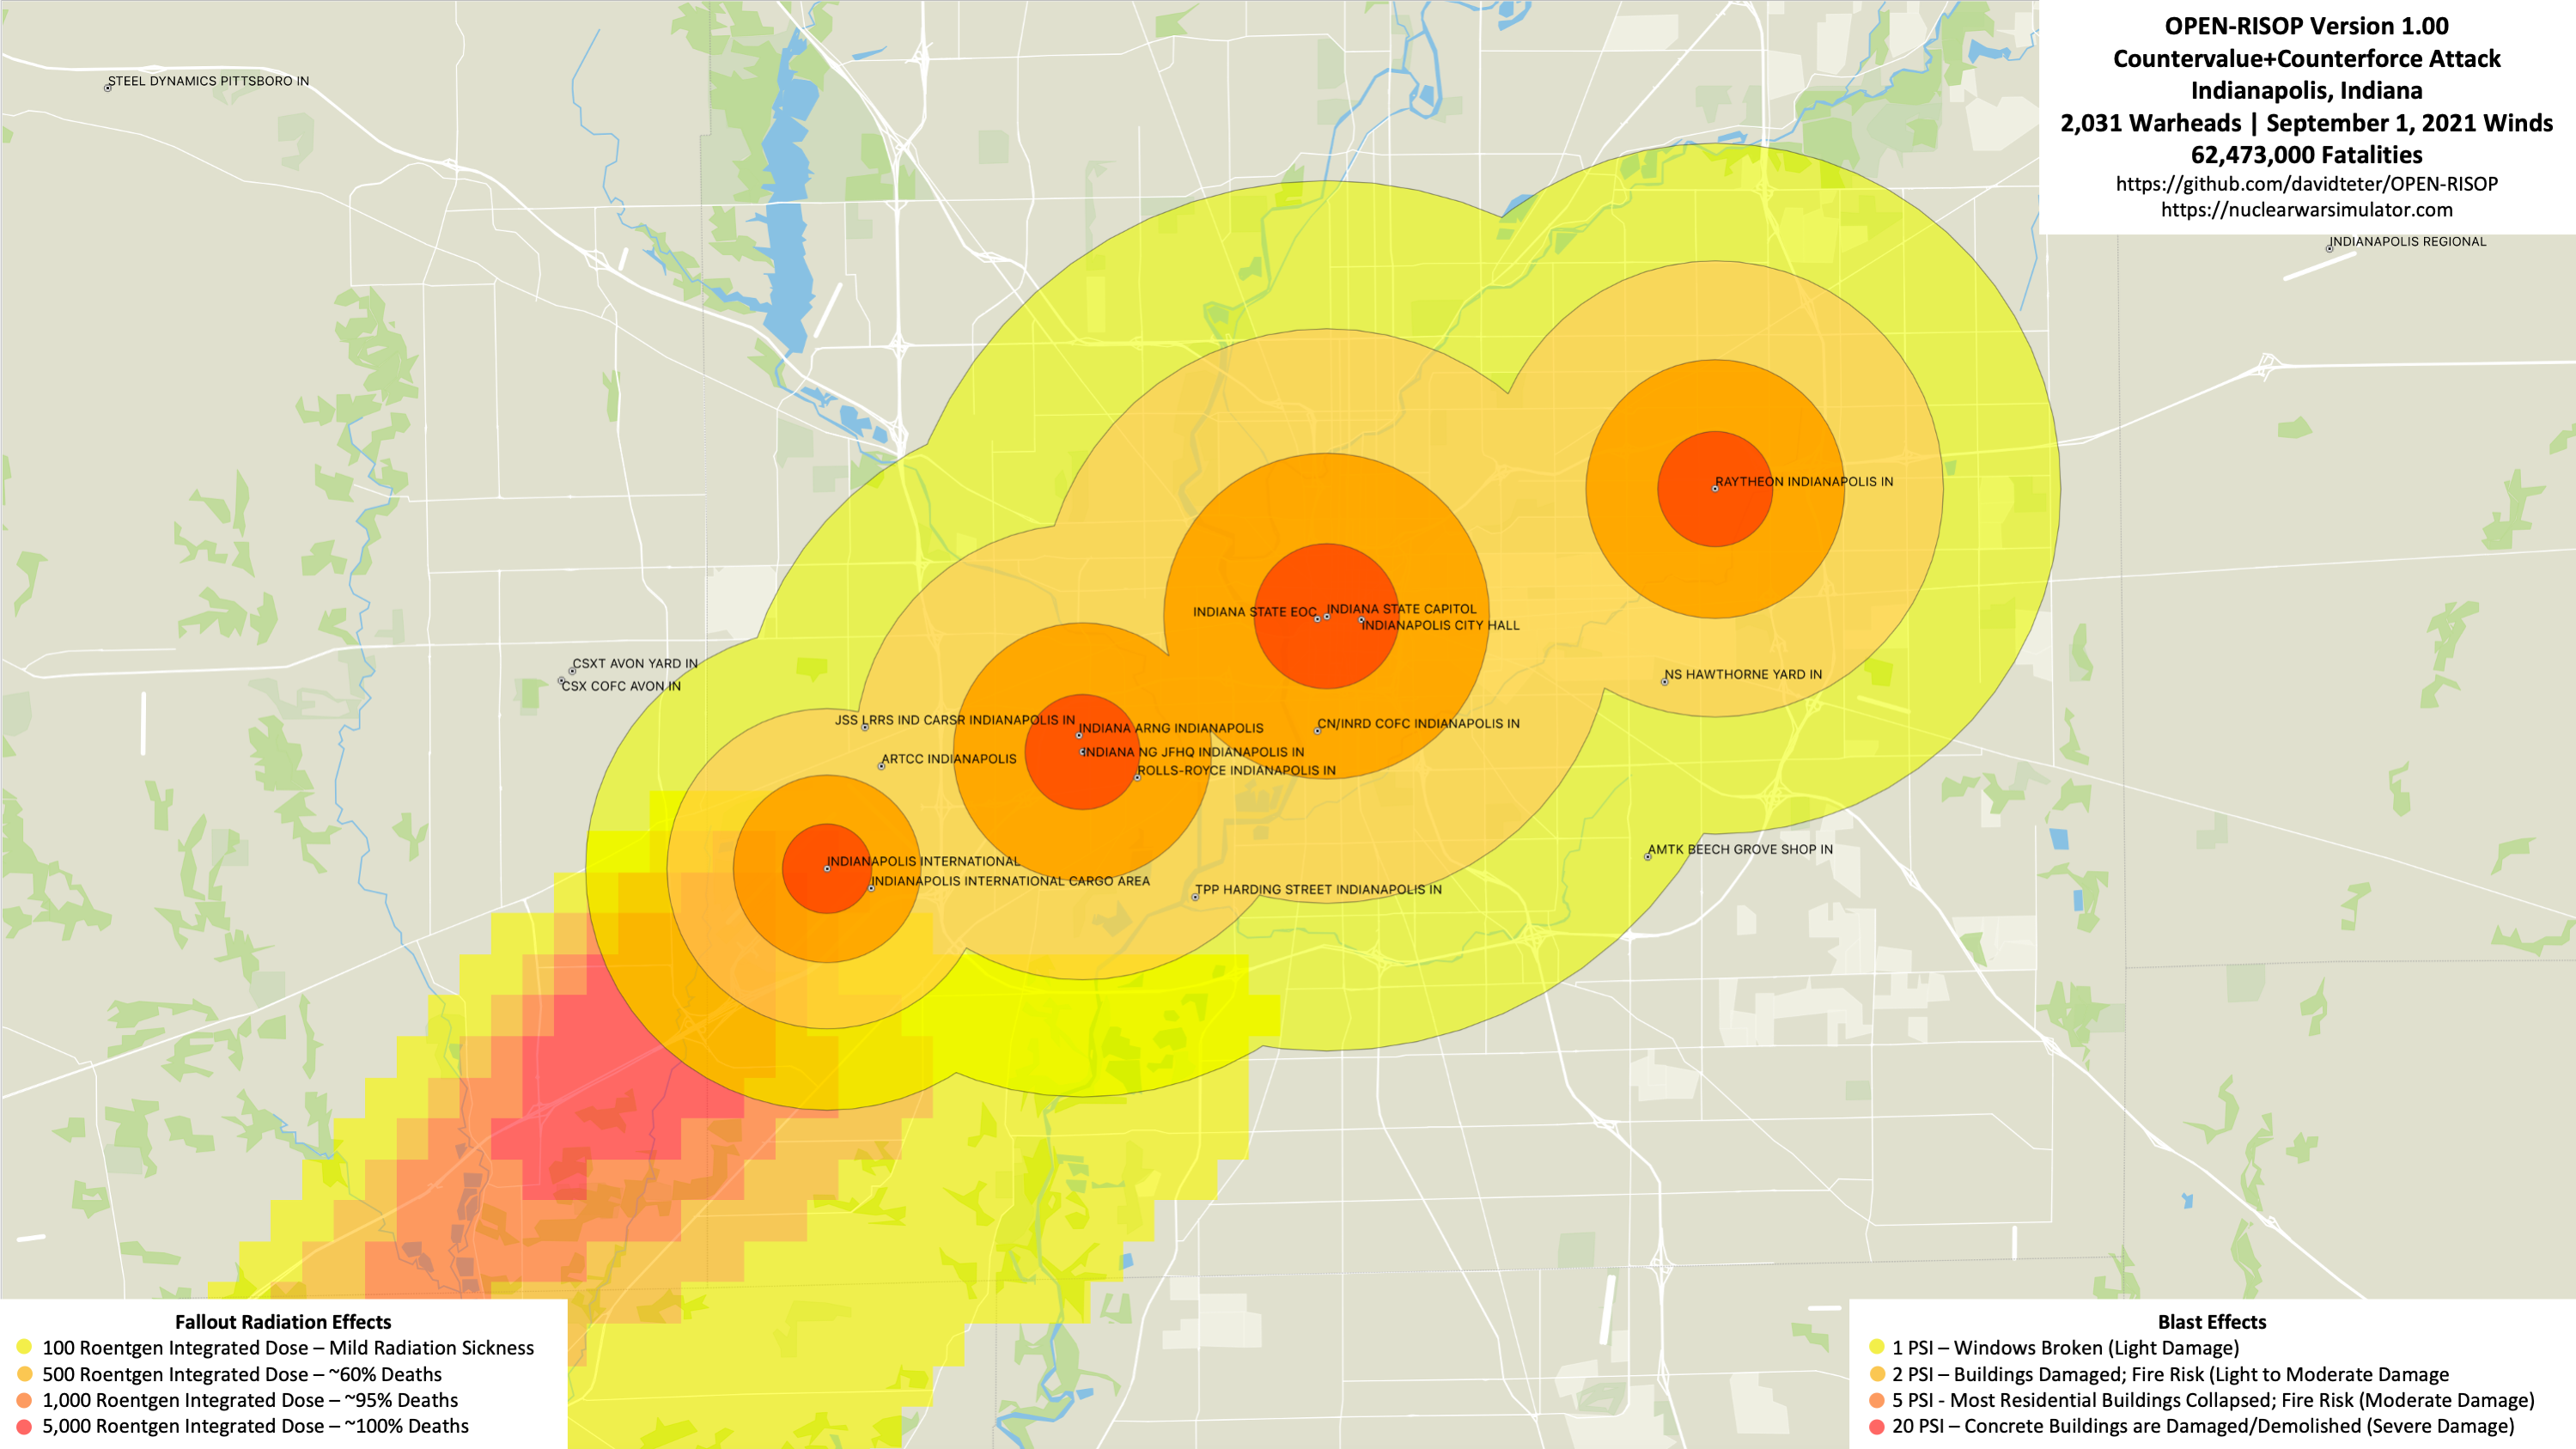 OPEN-RISOP Version 1.00
Countervalue+Counterforce Attack
Indianapolis, Indiana
2,031 Warheads | September 1, 2021 Winds
62,473,000 Fatalities
https://github.com/davidteter/OPEN-RISOP
https://nuclearwarsimulator.com
STEEL DYNAMICS PITTSBORO IN
INDIANAPOLIS REGIONAL
RAYTHEON INDIANAPOLIS IN
INDIANA STATE EOC
INDIANA STATE CAPITOL
INDIANAPOLIS CITY HALL
CSXT AVON YARD IN
CSX COFC AVON IN
NS HAWTHORNE YARD IN
JSS LRRS IND CARSR INDIANAPOLIS IN
INDIANA ARNG INDIANAPOLIS
CN/INRD COFC INDIANAPOLIS IN
ARTCC INDIANAPOLIS
INDIANA NG JFHQ INDIANAPOLIS IN
ROLLS-ROYCE INDIANAPOLIS IN
AMTK BEECH GROVE SHOP IN
INDIANAPOLIS INTERNATIONAL
INDIANAPOLIS INTERNATIONAL CARGO AREA
TPP HARDING STREET INDIANAPOLIS IN
Fallout Radiation Effects
100 Roentgen Integrated Dose – Mild Radiation Sickness
500 Roentgen Integrated Dose – ~60% Deaths
1,000 Roentgen Integrated Dose – ~95% Deaths
5,000 Roentgen Integrated Dose – ~100% Deaths
Blast Effects
1 PSI – Windows Broken (Light Damage)
2 PSI – Buildings Damaged; Fire Risk (Light to Moderate Damage
5 PSI - Most Residential Buildings Collapsed; Fire Risk (Moderate Damage)
20 PSI – Concrete Buildings are Damaged/Demolished (Severe Damage)